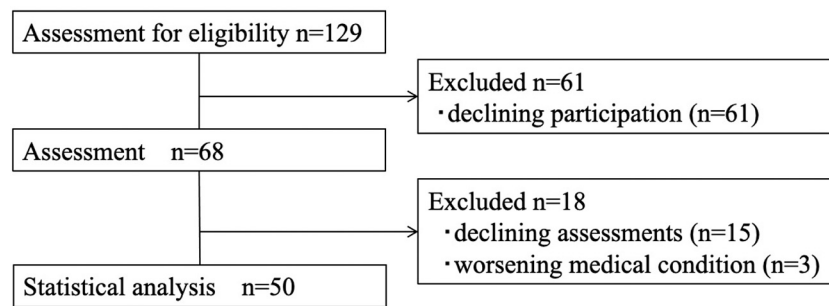 Assessment for eligibility n=129
Excluded n=61
・declining participation (n=61)
Assessment n=68
Excluded n=18
・declining assessments (n=15)
・worsening medical condition (n=3)
Statistical analysis n=50